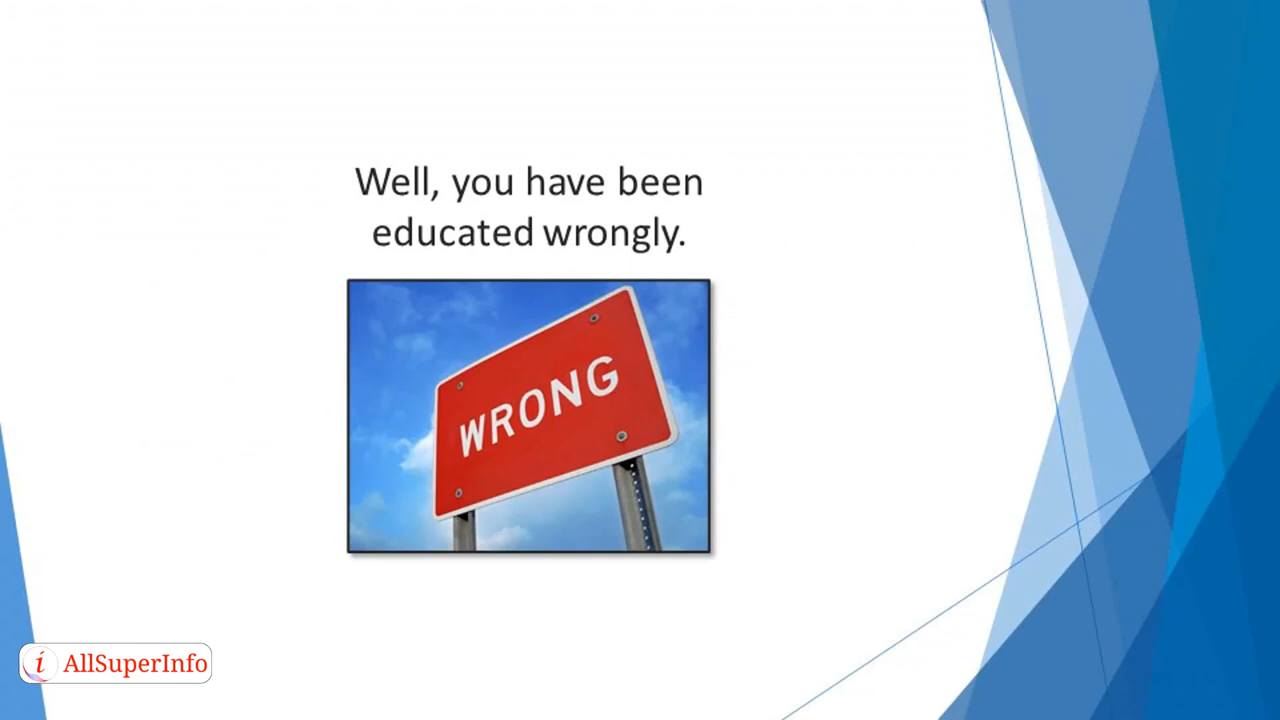 Well, you have been
educated wrongly.
WRONG
i AllSuperInfo